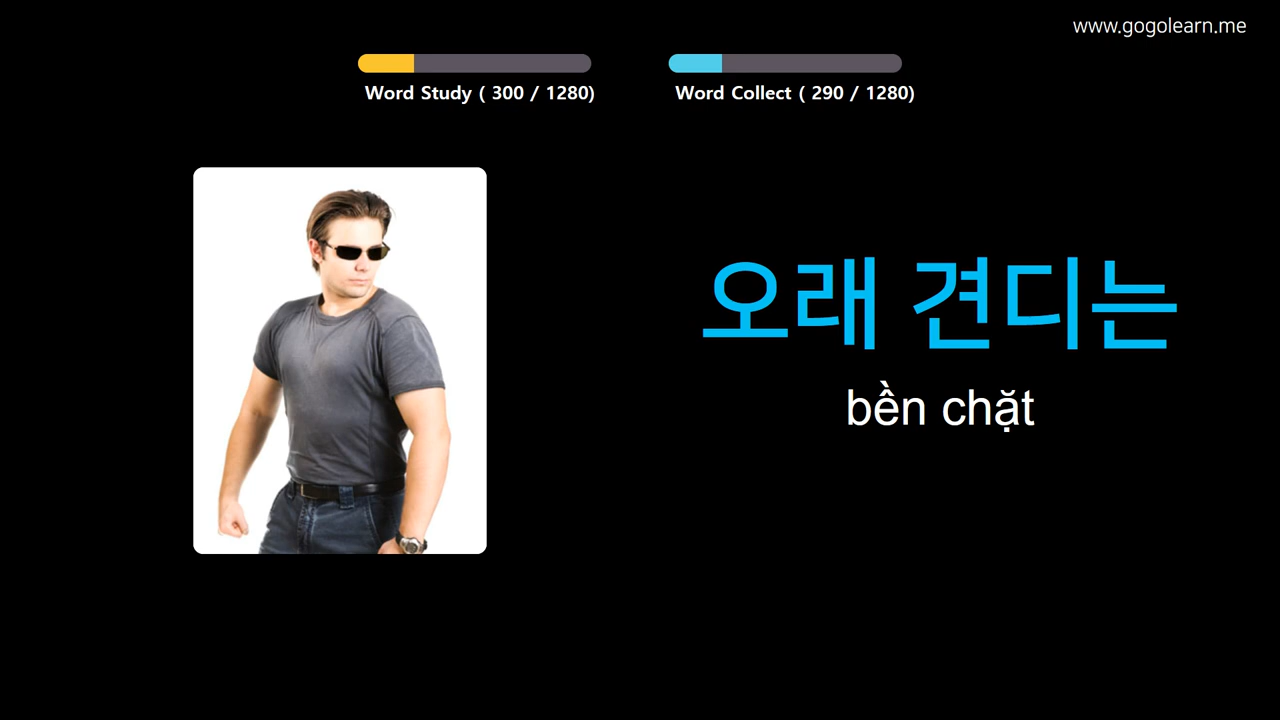 www.gogolearn.me
Word Study ( 300 / 1280)
Word Collect ( 290 / 1280)
오래 견디는
bền chặt